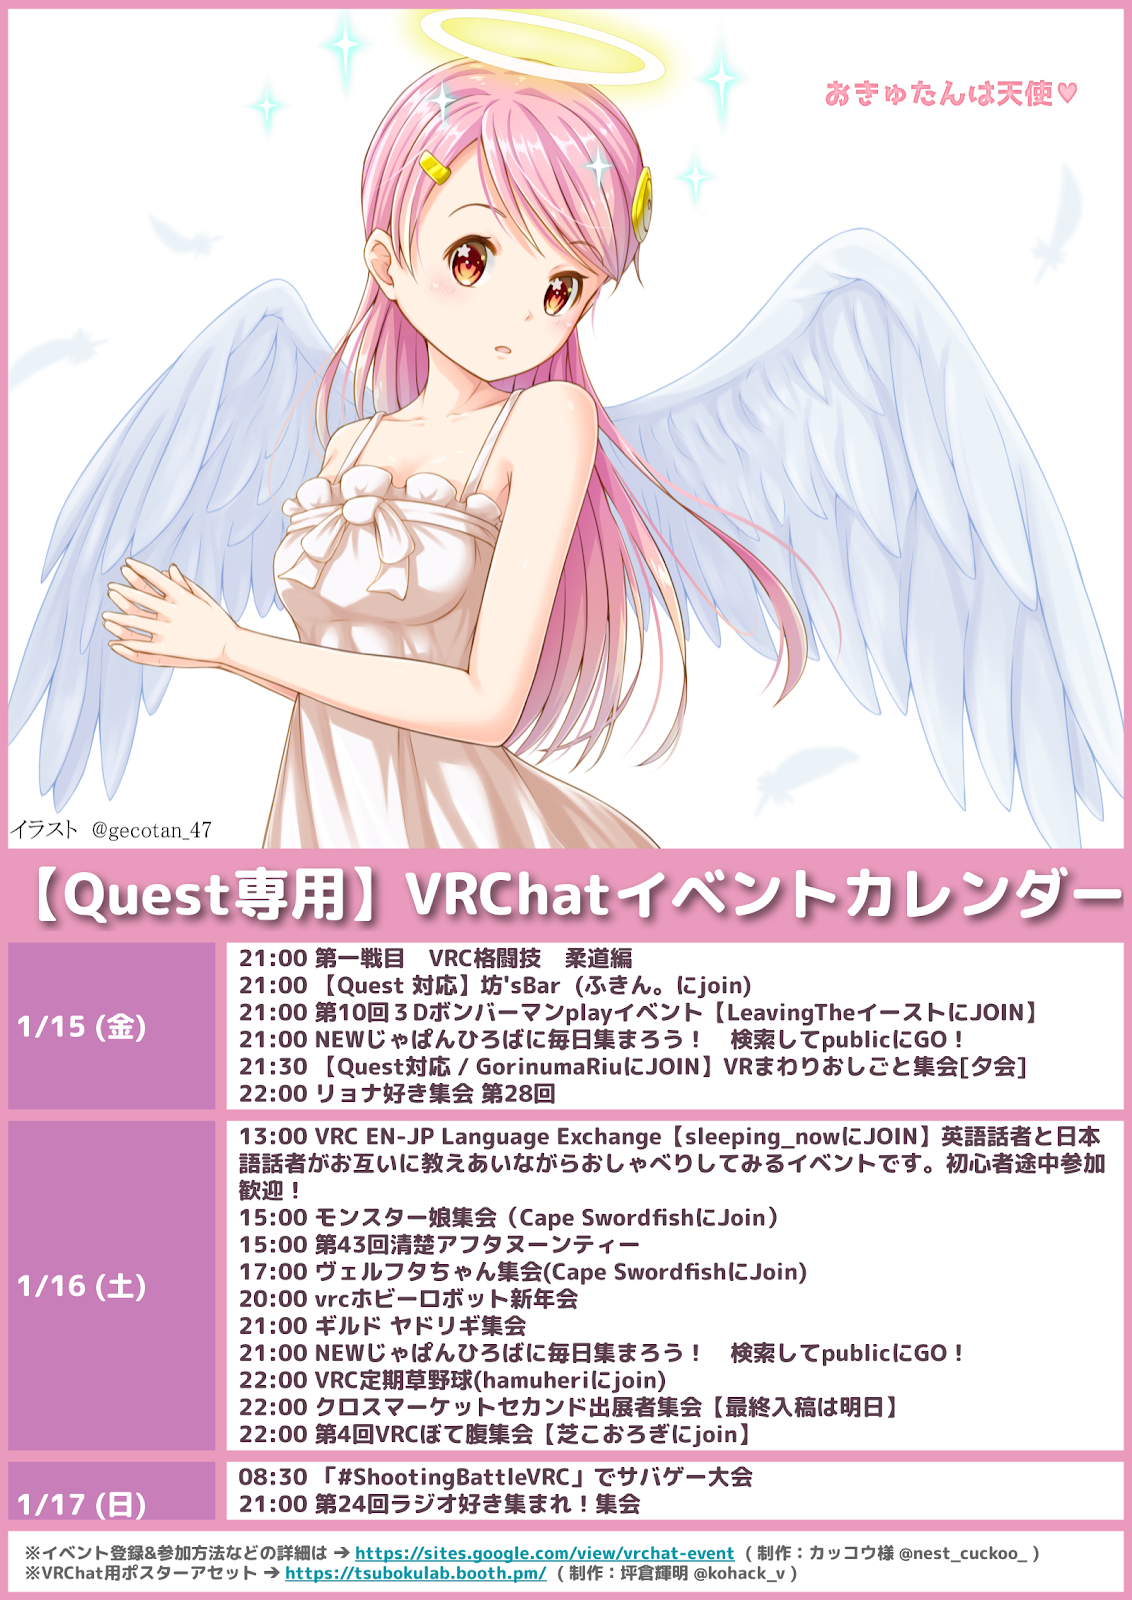 おきゅたんは天使♥
イラスト @gecotan_47
【Quest専用】VRChatイベントカレンダー
1/15 (金)
21:00 第一戦目　VRC格闘技　柔道編
21:00 【Quest 対応】坊'sBar（ふきん。にjoin)
21:00 第10回３Dボンバーマンplayイベント【LeavingTheイーストにJOIN】
21:00 NEWじゃぱんひろばに毎日集まろう！　検索してpublicにGO！
21:30 【Quest対応 / GorinumaRiuにJOIN】VRまわりおしごと集会[夕会]
22:00 リョナ好き集会 第28回
1/16 (土)
13:00 VRC EN-JP Language Exchange【sleeping_nowにJOIN】英語話者と日本
語話者がお互いに教えあいながらおしゃべりしてみるイベントです。初心者途中参加
歓迎！
15:00 モンスター娘集会（Cape SwordfishにJoin）
15:00 第43回清楚アフタヌーンティー
17:00 ヴェルフタちゃん集会(Cape SwordfishにJoin)
20:00 vrcホビーロボット新年会
21:00 ギルド ヤドリギ集会
21:00 NEWじゃぱんひろばに毎日集まろう！　検索してpublicにGO！
22:00 VRC定期草野球(hamuheriにjoin)
22:00 クロスマーケットセカンド出展者集会【最終入稿は明日】
22:00 第4回VRCぼて腹集会【芝こおろぎにjoin】
1/17 (日)
08:30 「#ShootingBattleVRC」でサバゲー大会
21:00 第24回ラジオ好き集まれ！集会
※イベント登録&参加方法などの詳細は → https://sites.google.com/view/vrchat-event （制作：カッコウ様 @nest_cuckoo_ )
※VRChat用ポスターアセット → https://tsubokulab.booth.pm/ （制作：坪倉輝明 @kohack_v )